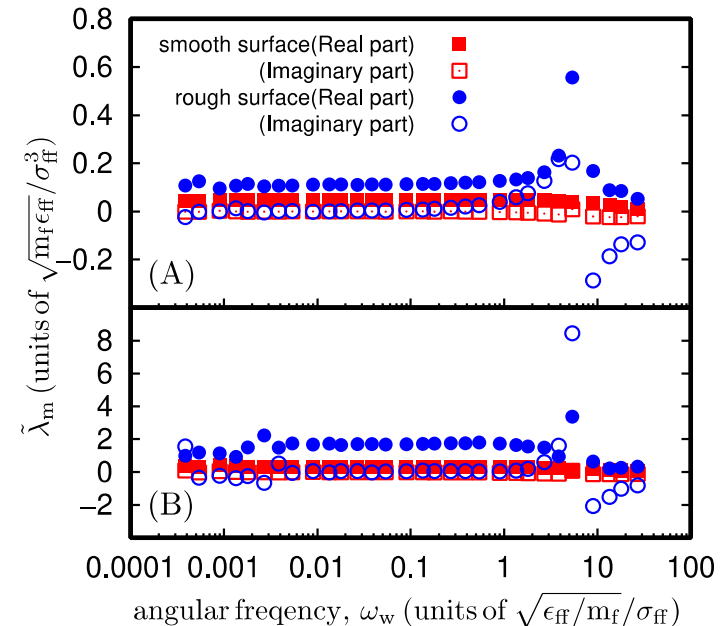 0.8
0.6
0.4
0.2
0
−0.2
smooth surface(Real part)
(Imaginary part)
rough surface(Real part)
(Imaginary part)
(A)
8
6
4
2
0
−2
(B)
0.0001 0.001 0.01 0.1 1 10 100
λ̃m (units of √mfϵff/σ³ff)
angular freqency, ωw (units of √ϵff/mf/σff)